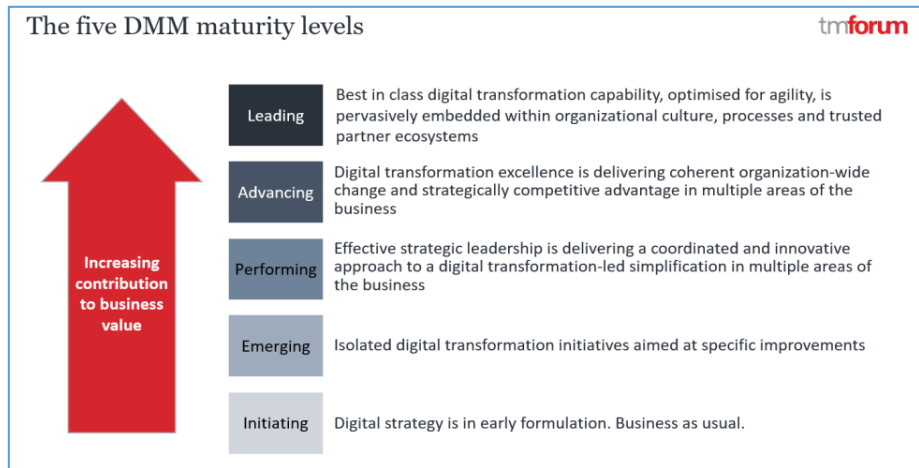 The five DMM maturity levels
tmforum
Leading
Best in class digital transformation capability, optimised for agility, is
pervasively embedded within organizational culture, processes and trusted
partner ecosystems
Advancing
Digital transformation excellence is delivering coherent organization-wide
change and strategically competitive advantage in multiple areas of the
business
Performing
Effective strategic leadership is delivering a coordinated and innovative
approach to a digital transformation-led simplification in multiple areas of
the business
Increasing
contribution
to business
value
Emerging
Isolated digital transformation initiatives aimed at specific improvements
Initiating
Digital strategy is in early formulation. Business as usual.